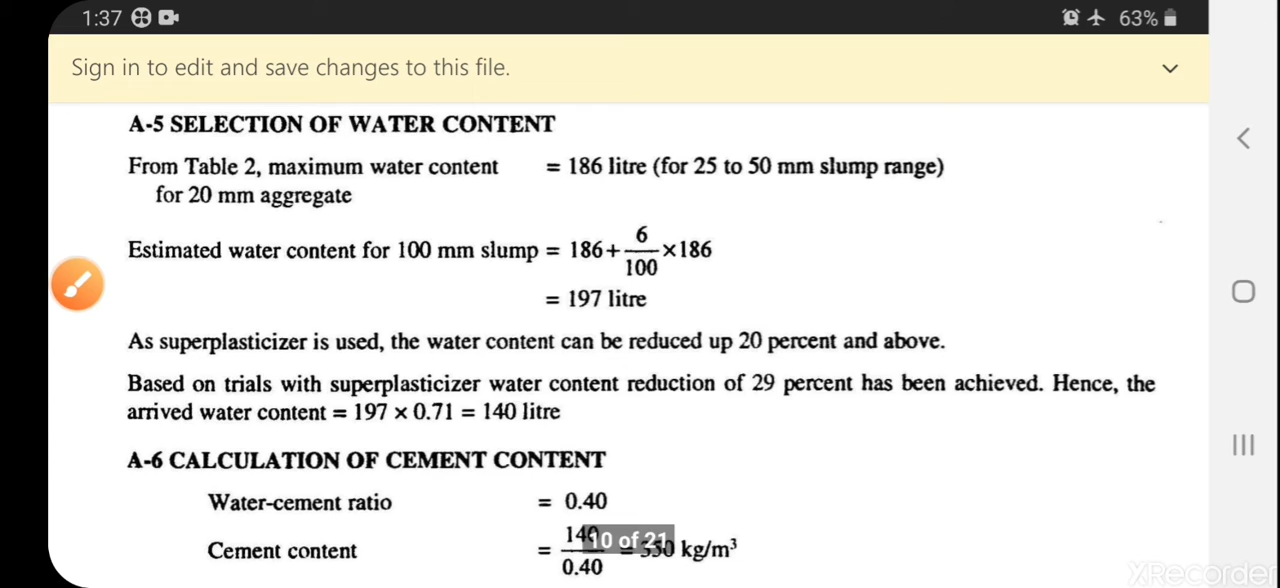 1:37
63%
Sign in to edit and save changes to this file.
A-5 SELECTION OF WATER CONTENT
From Table 2, maximum water content = 186 litre (for 25 to 50 mm slump range)
for 20 mm aggregate
Estimated water content for 100 mm slump = 186+ 6/100 ×186
= 197 litre
As superplasticizer is used, the water content can be reduced up 20 percent and above.
Based on trials with superplasticizer water content reduction of 29 percent has been achieved. Hence, the
arrived water content = 197 × 0.71 = 140 litre
A-6 CALCULATION OF CEMENT CONTENT
Water-cement ratio = 0.40
Cement content = 140/0.40 = 350 kg/m³
10 of 21
XRecorder